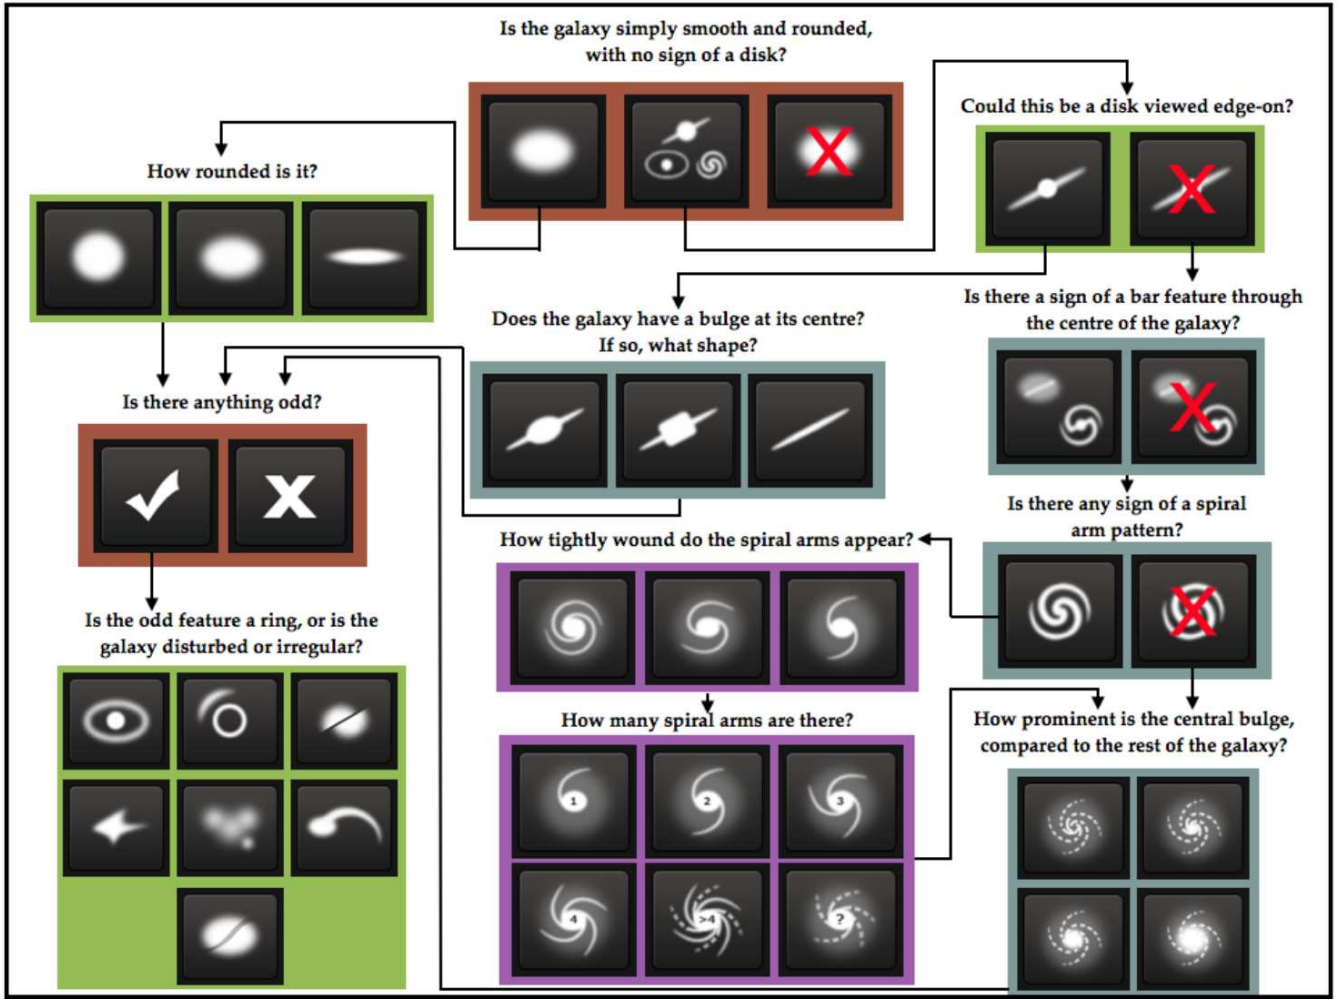 Is the galaxy simply smooth and rounded,
with no sign of a disk?
Could this be a disk viewed edge-on?
How rounded is it?
Is there a sign of a bar feature through
the centre of the galaxy?
Does the galaxy have a bulge at its centre?
If so, what shape?
Is there anything odd?
Is there any sign of a spiral
arm pattern?
How tightly wound do the spiral arms appear?
Is the odd feature a ring, or is the
galaxy disturbed or irregular?
How many spiral arms are there?
How prominent is the central bulge,
compared to the rest of the galaxy?
1
2
3
4
>4
?